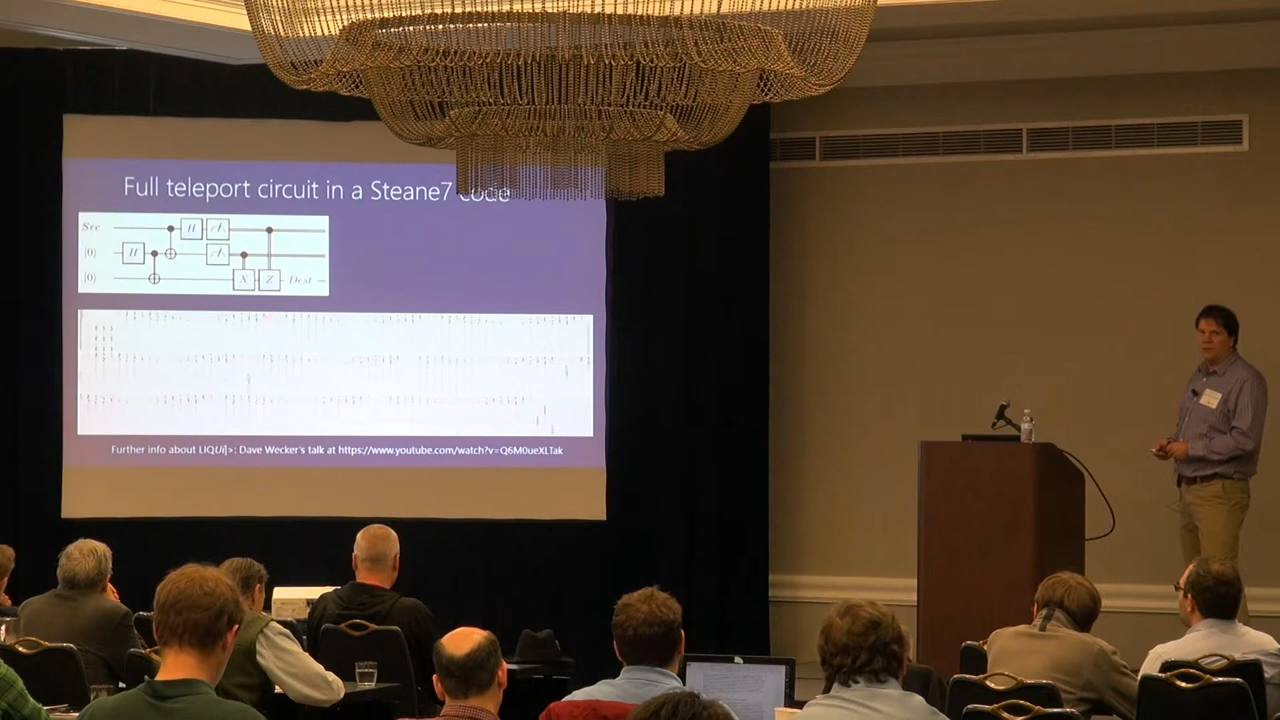 Full teleport circuit in a Steane7 code
Src
H
|0⟩
H
|0⟩
X
Z
Dest
Further info about LIQUi|>: Dave Wecker's talk at https://www.youtube.com/watch?v=Q6M0ueXLTak